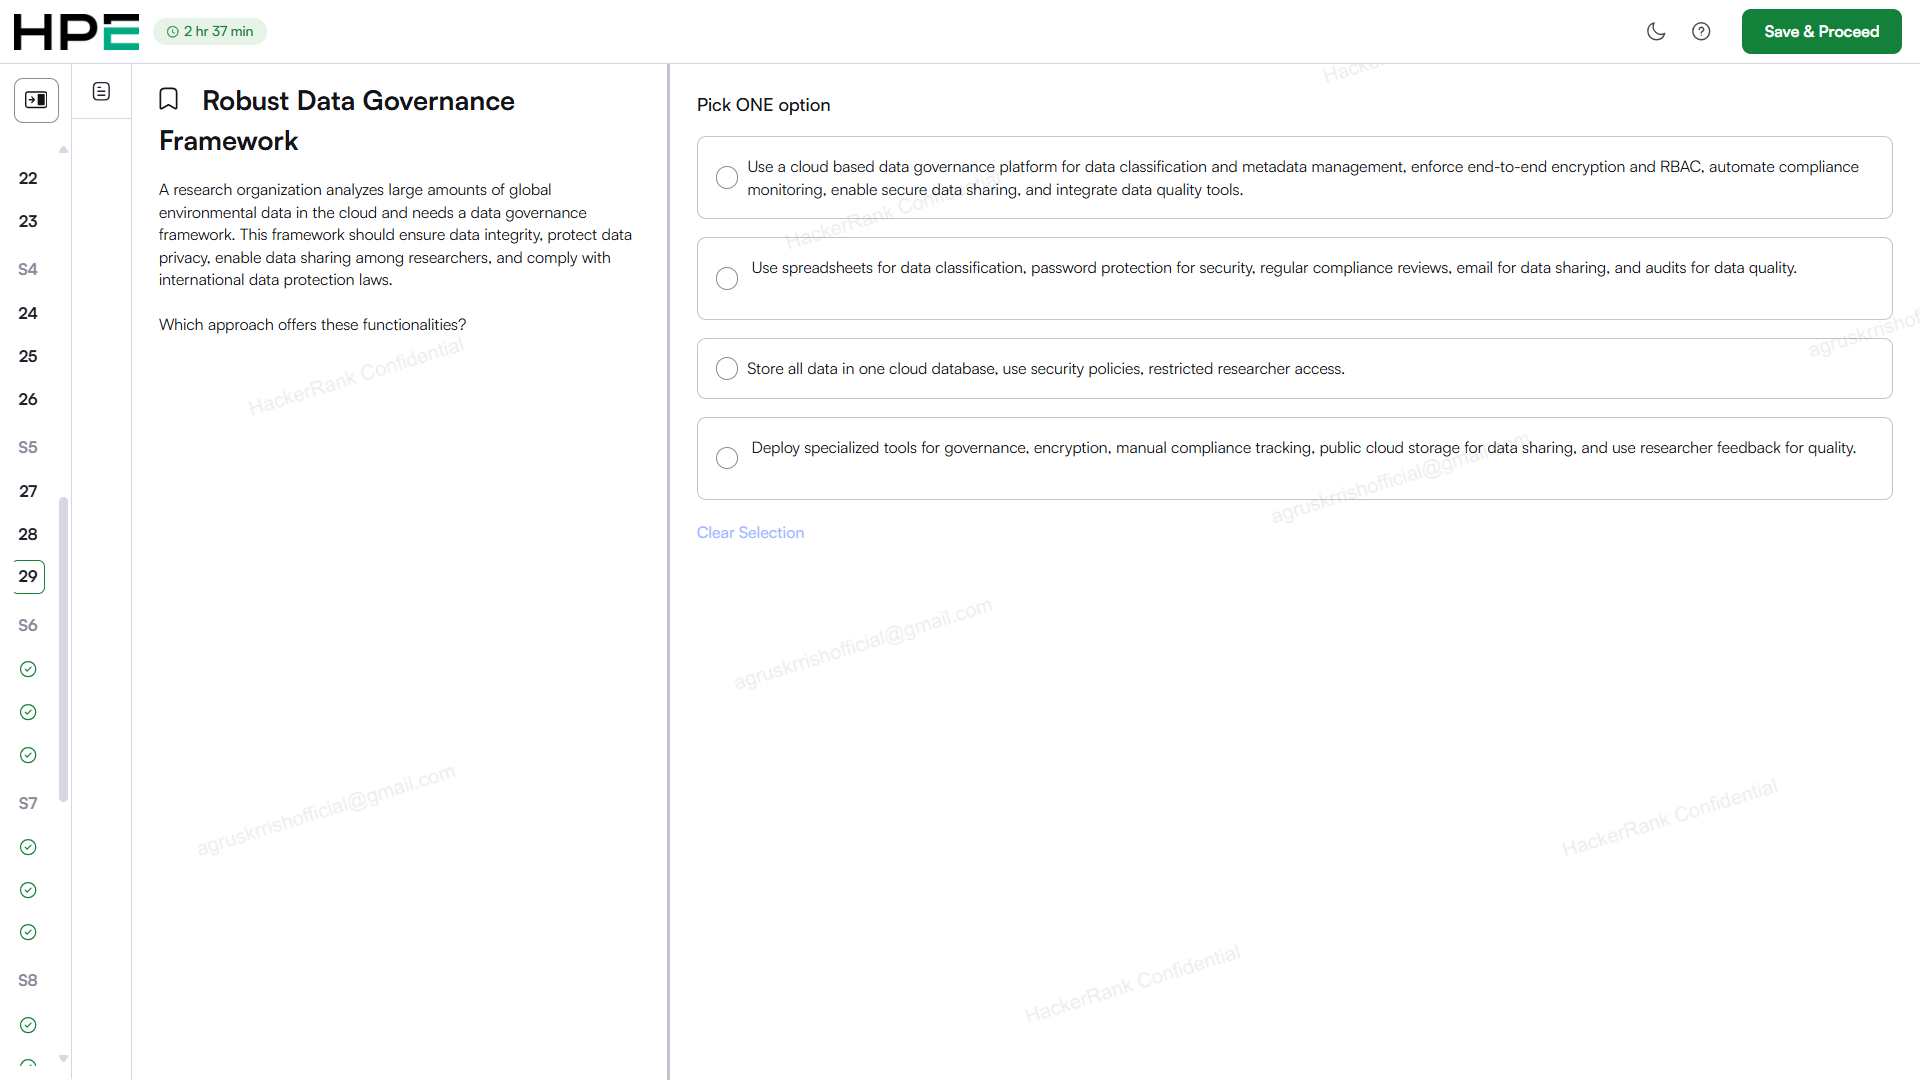 HPE
2 hr 37 min
Save & Proceed
22
23
S4
24
25
26
S5
27
28
29
S6
S7
S8
Robust Data Governance
Framework
A research organization analyzes large amounts of global
environmental data in the cloud and needs a data governance
framework. This framework should ensure data integrity, protect data
privacy, enable data sharing among researchers, and comply with
international data protection laws.
Which approach offers these functionalities?
Pick ONE option
Use a cloud based data governance platform for data classification and metadata management, enforce end-to-end encryption and RBAC, automate compliance
monitoring, enable secure data sharing, and integrate data quality tools.
Use spreadsheets for data classification, password protection for security, regular compliance reviews, email for data sharing, and audits for data quality.
Store all data in one cloud database, use security policies, restricted researcher access.
Deploy specialized tools for governance, encryption, manual compliance tracking, public cloud storage for data sharing, and use researcher feedback for quality.
Clear Selection
HackerRank Confidential
HackerRank Confidential
agruskrrishofficial@gmail.com
agruskrrishofficial@gmail.com
agruskrrishofficial@gmail.com
HackerRank Confidential
HackerRank Confidential